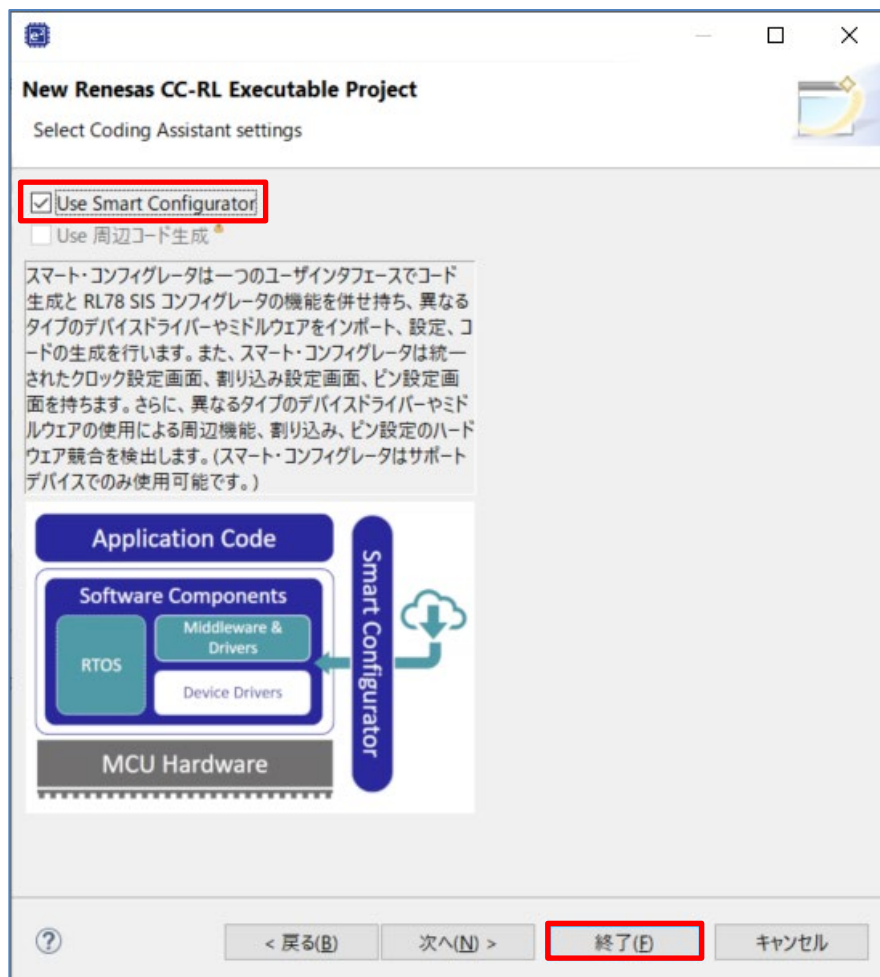 New Renesas CC-RL Executable Project
Select Coding Assistant settings
Use Smart Configurator
Use 周辺コード生成
スマート・コンフィグレータは一つのユーザインタフェースでコード
生成と RL78 SIS コンフィグレータの機能を併せ持ち、異なる
タイプのデバイスドライバーやミドルウェアをインポート、設定、コ
ードの生成を行います。また、スマート・コンフィグレータは統一
されたクロック設定画面、割り込み設定画面、ピン設定画
面を持ちます。さらに、異なるタイプのデバイスドライバーやミド
ルウェアの使用による周辺機能、割り込み、ピン設定のハード
ウェア競合を検出します。(スマート・コンフィグレータはサポート
デバイスでのみ使用可能です。)
Application Code
Software Components
Middleware &
Drivers
RTOS
Device Drivers
MCU Hardware
Smart Configurator
< 戻る(B)
次へ(N) >
終了(F)
キャンセル